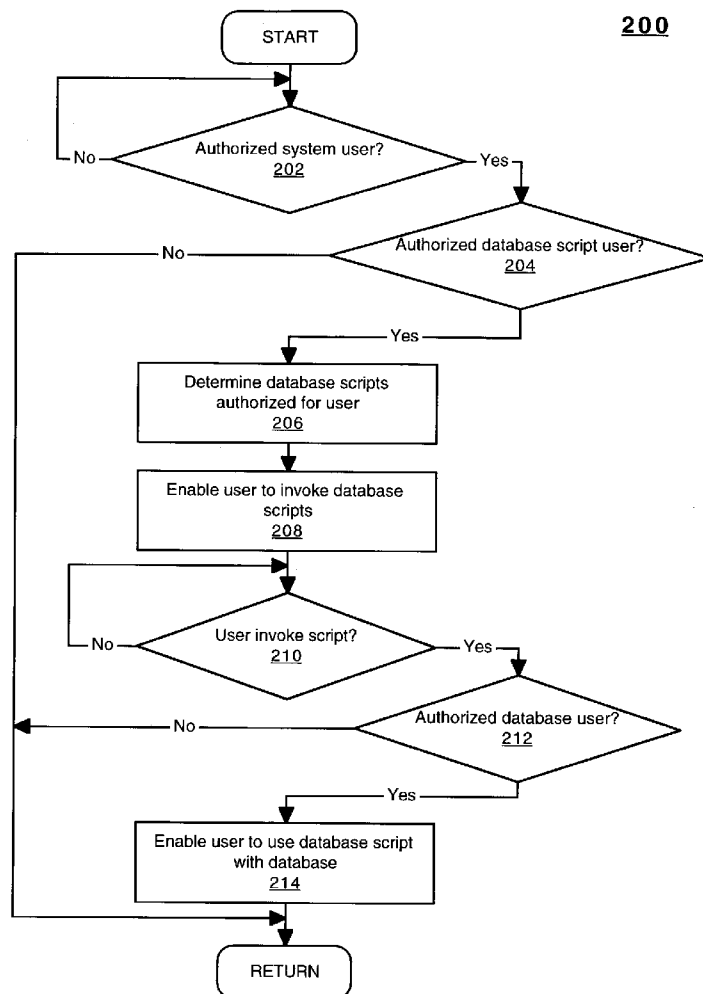 200
START
Authorized system user?
202
No
Yes
Authorized database script user?
204
No
Yes
Determine database scripts
authorized for user
206
Enable user to invoke database
scripts
208
User invoke script?
210
No
Yes
Authorized database user?
212
No
Yes
Enable user to use database script
with database
214
RETURN